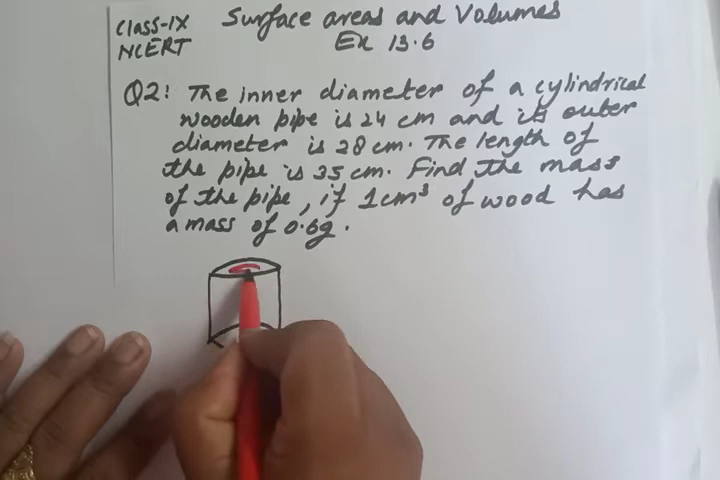 Class-IX
NCERT
Surface areas and Volumes
Ex 13.6
Q2: The inner diameter of a cylindrical
wooden pipe is 24 cm and its outer
diameter is 28 cm. The length of
the pipe is 35 cm. Find the mass
of the pipe, if 1cm³ of wood has
a mass of 0.6g.